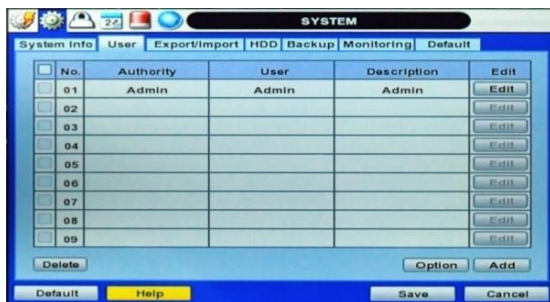 SYSTEM
System Info User Export/Import HDD Backup Monitoring Default
No. Authority User Description Edit
01 Admin Admin Admin Edit
02 Edit
03 Edit
04 Edit
05 Edit
06 Edit
07 Edit
08 Edit
09 Edit
Delete Option Add
Default Help Save Cancel